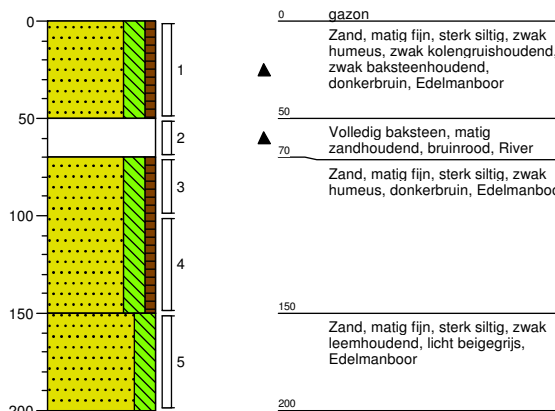 0
50
100
150
200
1
2
3
4
5
0
gazon
Zand, matig fijn, sterk siltig, zwak
humeus, zwak kolengruishoudend,
zwak baksteenhoudend,
donkerbruin, Edelmanboor
50
Volledig baksteen, matig
zandhoudend, bruinrood, River
70
Zand, matig fijn, sterk siltig, zwak
humeus, donkerbruin, Edelmanboo
150
Zand, matig fijn, sterk siltig, zwak
leemhoudend, licht beigegrijs,
Edelmanboor
200